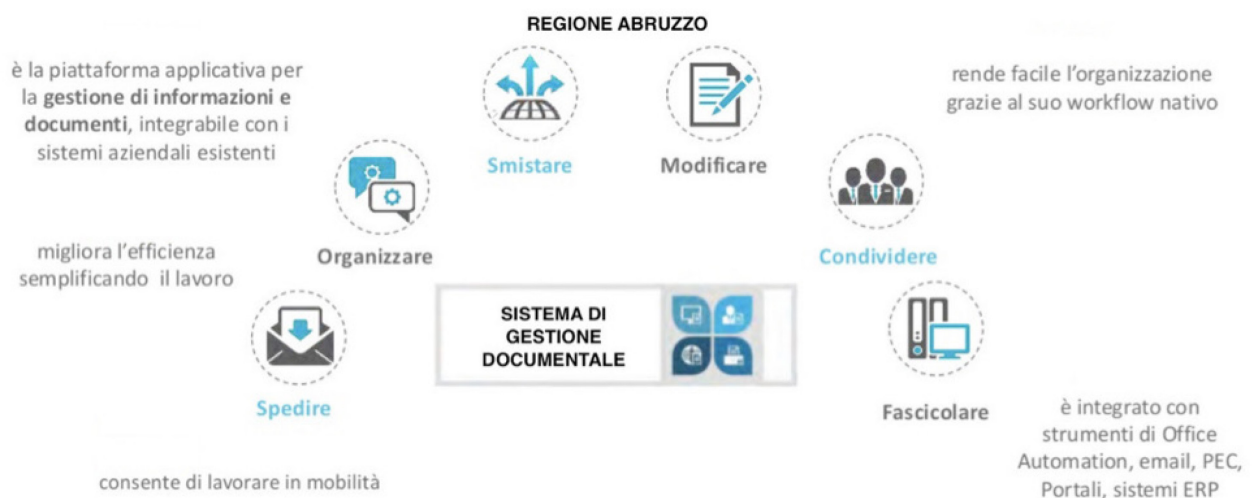 REGIONE ABRUZZO
è la piattaforma applicativa per
la gestione di informazioni e
documenti, integrabile con i
sistemi aziendali esistenti
rende facile l'organizzazione
grazie al suo workflow nativo
Smistare
Modificare
migliora l'efficienza
semplificando il lavoro
Organizzare
Condividere
SISTEMA DI
GESTIONE
DOCUMENTALE
Spedire
Fascicolare
è integrato con
strumenti di Office
Automation, email, PEC,
Portali, sistemi ERP
consente di lavorare in mobilità